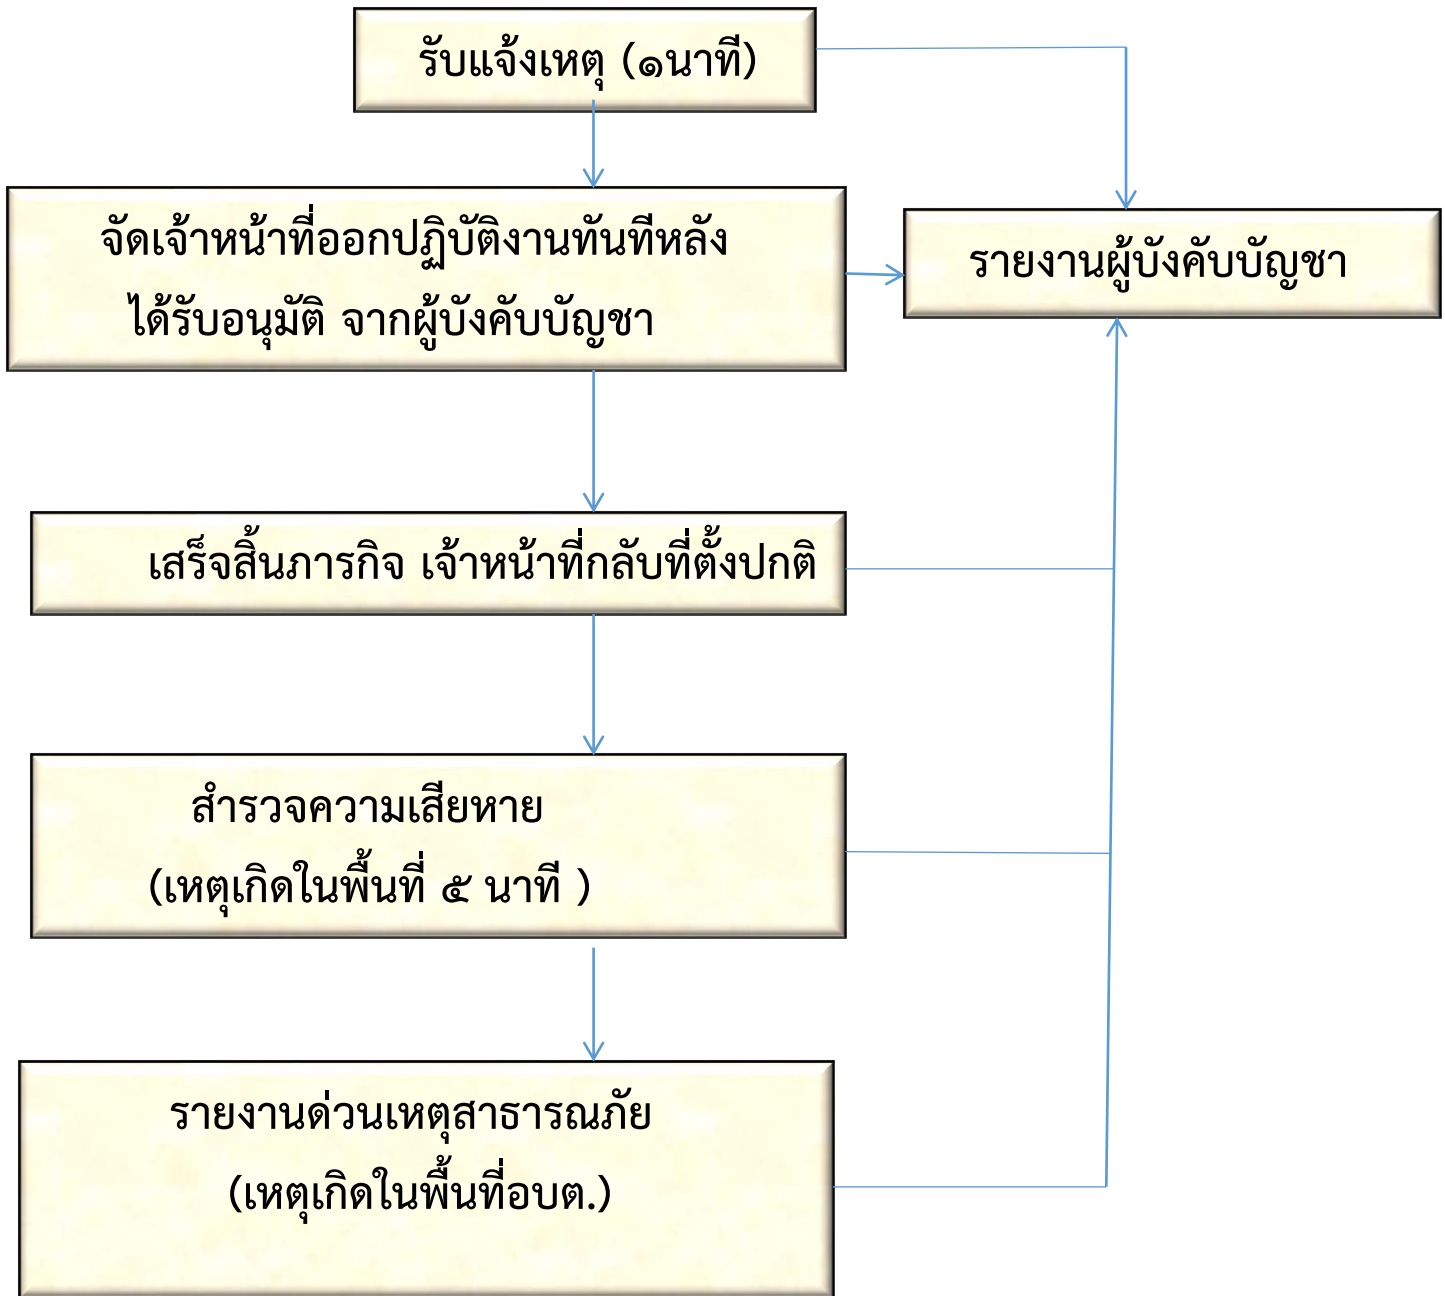 รับแจ้งเหตุ (๑นาที)
จัดเจ้าหน้าที่ออกปฏิบัติงานทันทีหลัง
ได้รับอนุมัติ จากผู้บังคับบัญชา
รายงานผู้บังคับบัญชา
เสร็จสิ้นภารกิจ เจ้าหน้าที่กลับที่ตั้งปกติ
สำรวจความเสียหาย
(เหตุเกิดในพื้นที่ ๕ นาที )
รายงานด่วนเหตุสาธารณภัย
(เหตุเกิดในพื้นที่อบต.)